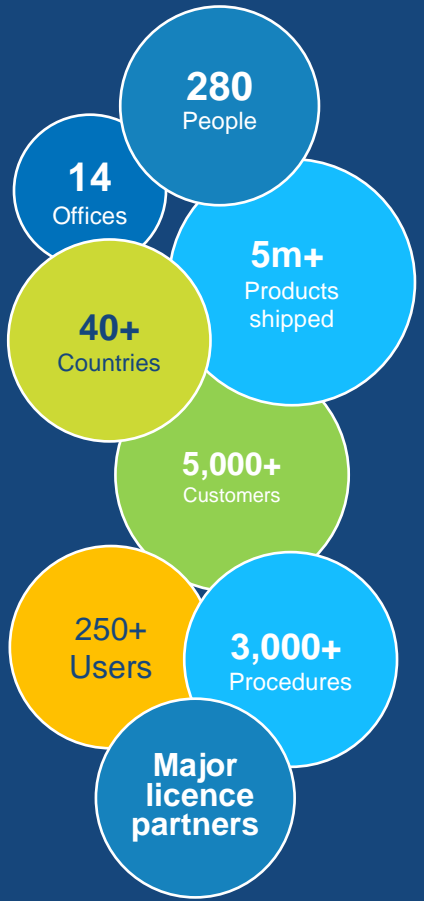 280
People
14
Offices
5m+
Products
shipped
40+
Countries
5,000+
Customers
250+
Users
3,000+
Procedures
Major
licence
partners